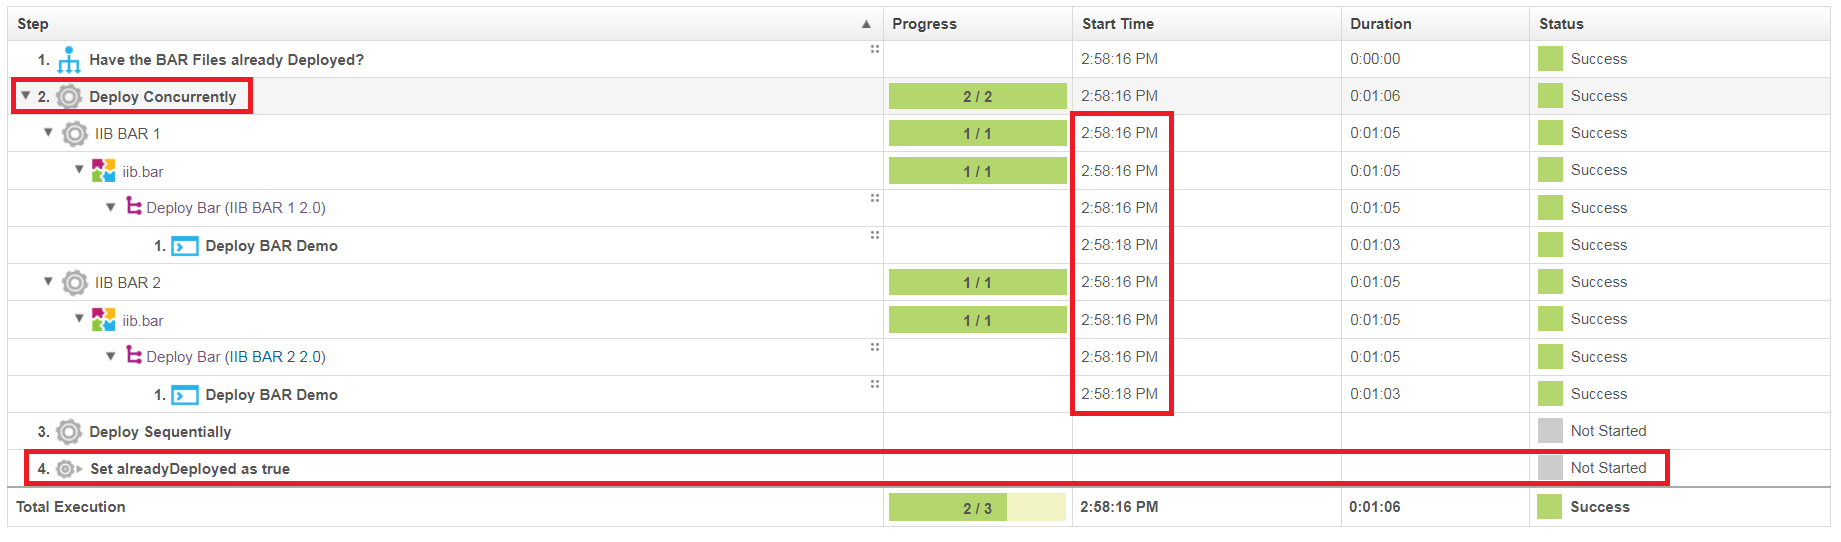 Step Progress Start Time Duration Status
1. Have the BAR Files already Deployed? 2:58:16 PM 0:00:00 Success
2. Deploy Concurrently 2 / 2 2:58:16 PM 0:01:06 Success
IIB BAR 1 1 / 1 2:58:16 PM 0:01:05 Success
iib.bar 1 / 1 2:58:16 PM 0:01:05 Success
Deploy Bar (IIB BAR 1 2.0) 2:58:16 PM 0:01:05 Success
1. Deploy BAR Demo 2:58:18 PM 0:01:03 Success
IIB BAR 2 1 / 1 2:58:16 PM 0:01:05 Success
iib.bar 1 / 1 2:58:16 PM 0:01:05 Success
Deploy Bar (IIB BAR 2 2.0) 2:58:16 PM 0:01:05 Success
1. Deploy BAR Demo 2:58:18 PM 0:01:03 Success
3. Deploy Sequentially Not Started
4. Set alreadyDeployed as true Not Started
Total Execution 2 / 3 2:58:16 PM 0:01:06 Success